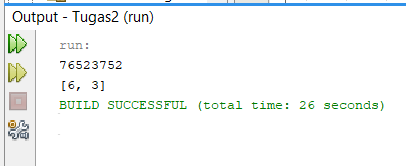 Output - Tugas2 (run)
run:
76523752
[6, 3]
BUILD SUCCESSFUL (total time: 26 seconds)